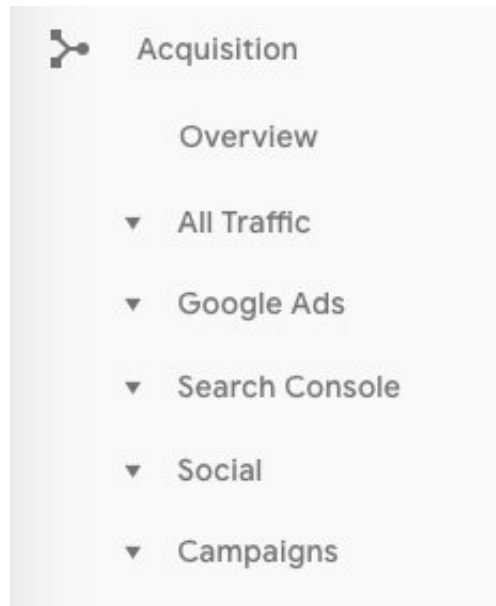 Acquisition
Overview
All Traffic
Google Ads
Search Console
Social
Campaigns